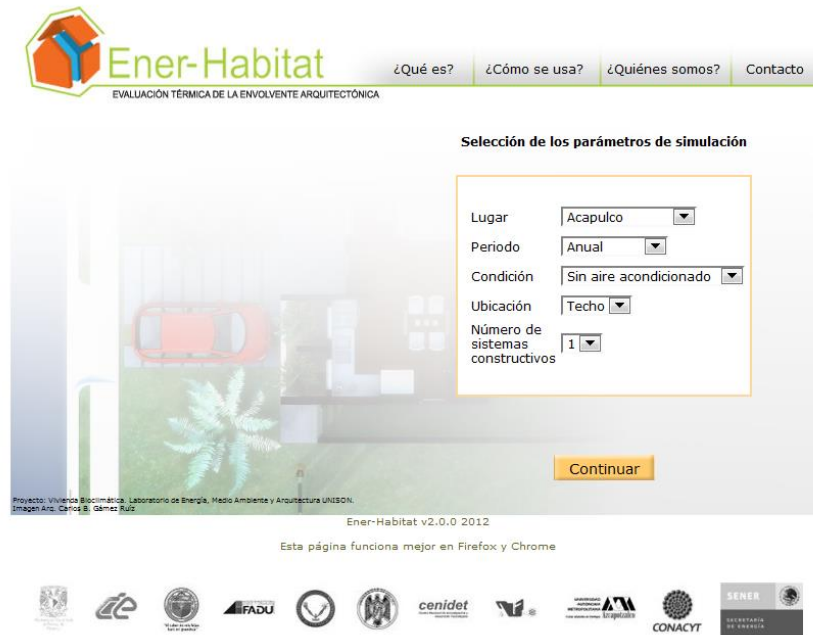 Ener-Habitat
EVALUACIÓN TÉRMICA DE LA ENVOLVENTE ARQUITECTÓNICA
¿Qué es?
¿Cómo se usa?
¿Quiénes somos?
Contacto
Selección de los parámetros de simulación
Lugar Acapulco
Periodo Anual
Condición Sin aire acondicionado
Ubicación Techo
Número de
sistemas
constructivos
1
Continuar
Proyecto: Vivienda Bioclimática. Laboratorio de Energía, Medio Ambiente y Arquitectura UNISON.
Imagen Arq. Carlos B. Gámez Ruíz
Ener-Habitat v2.0.0 2012
Esta página funciona mejor en Firefox y Chrome
FADU
cenidet
Azcapotzalco
CONACYT
SENER
SECRETARÍA
DE ENERGÍA